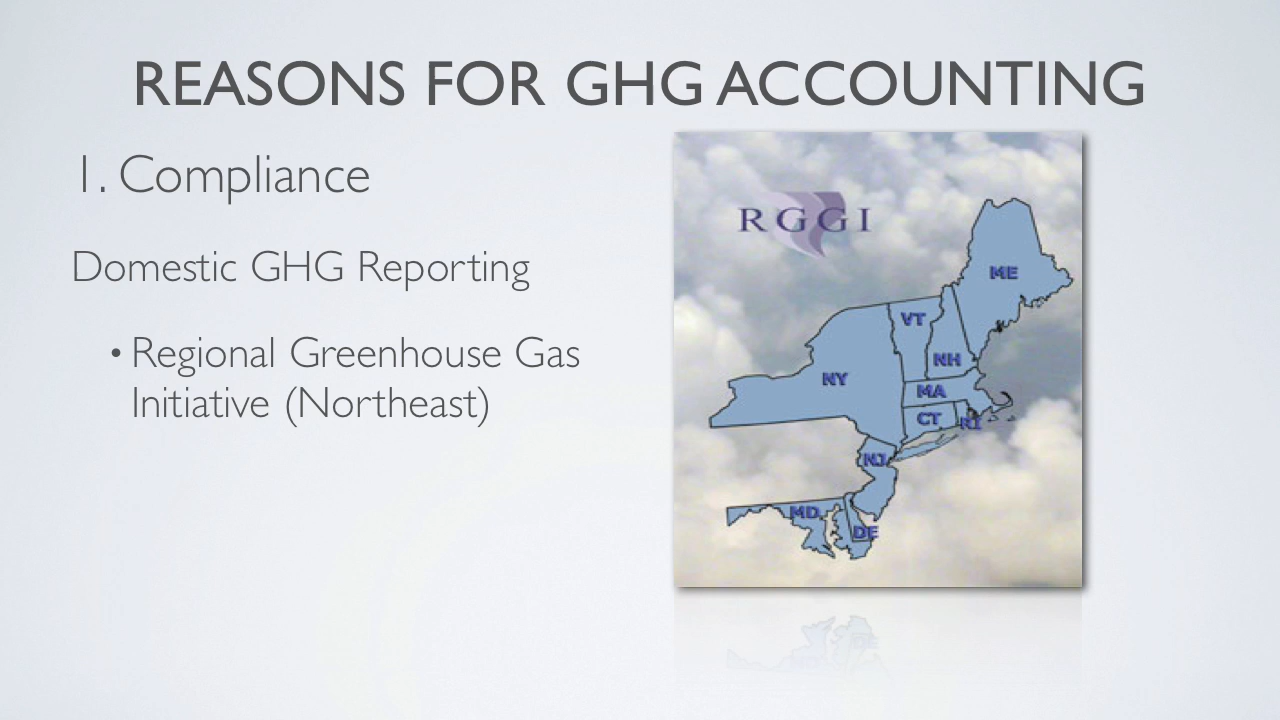 REASONS FOR GHG ACCOUNTING
1. Compliance
Domestic GHG Reporting
• Regional Greenhouse Gas
Initiative (Northeast)
RGGI
ME
VT
NH
NY
MA
CT
RI
NJ
MD
DE